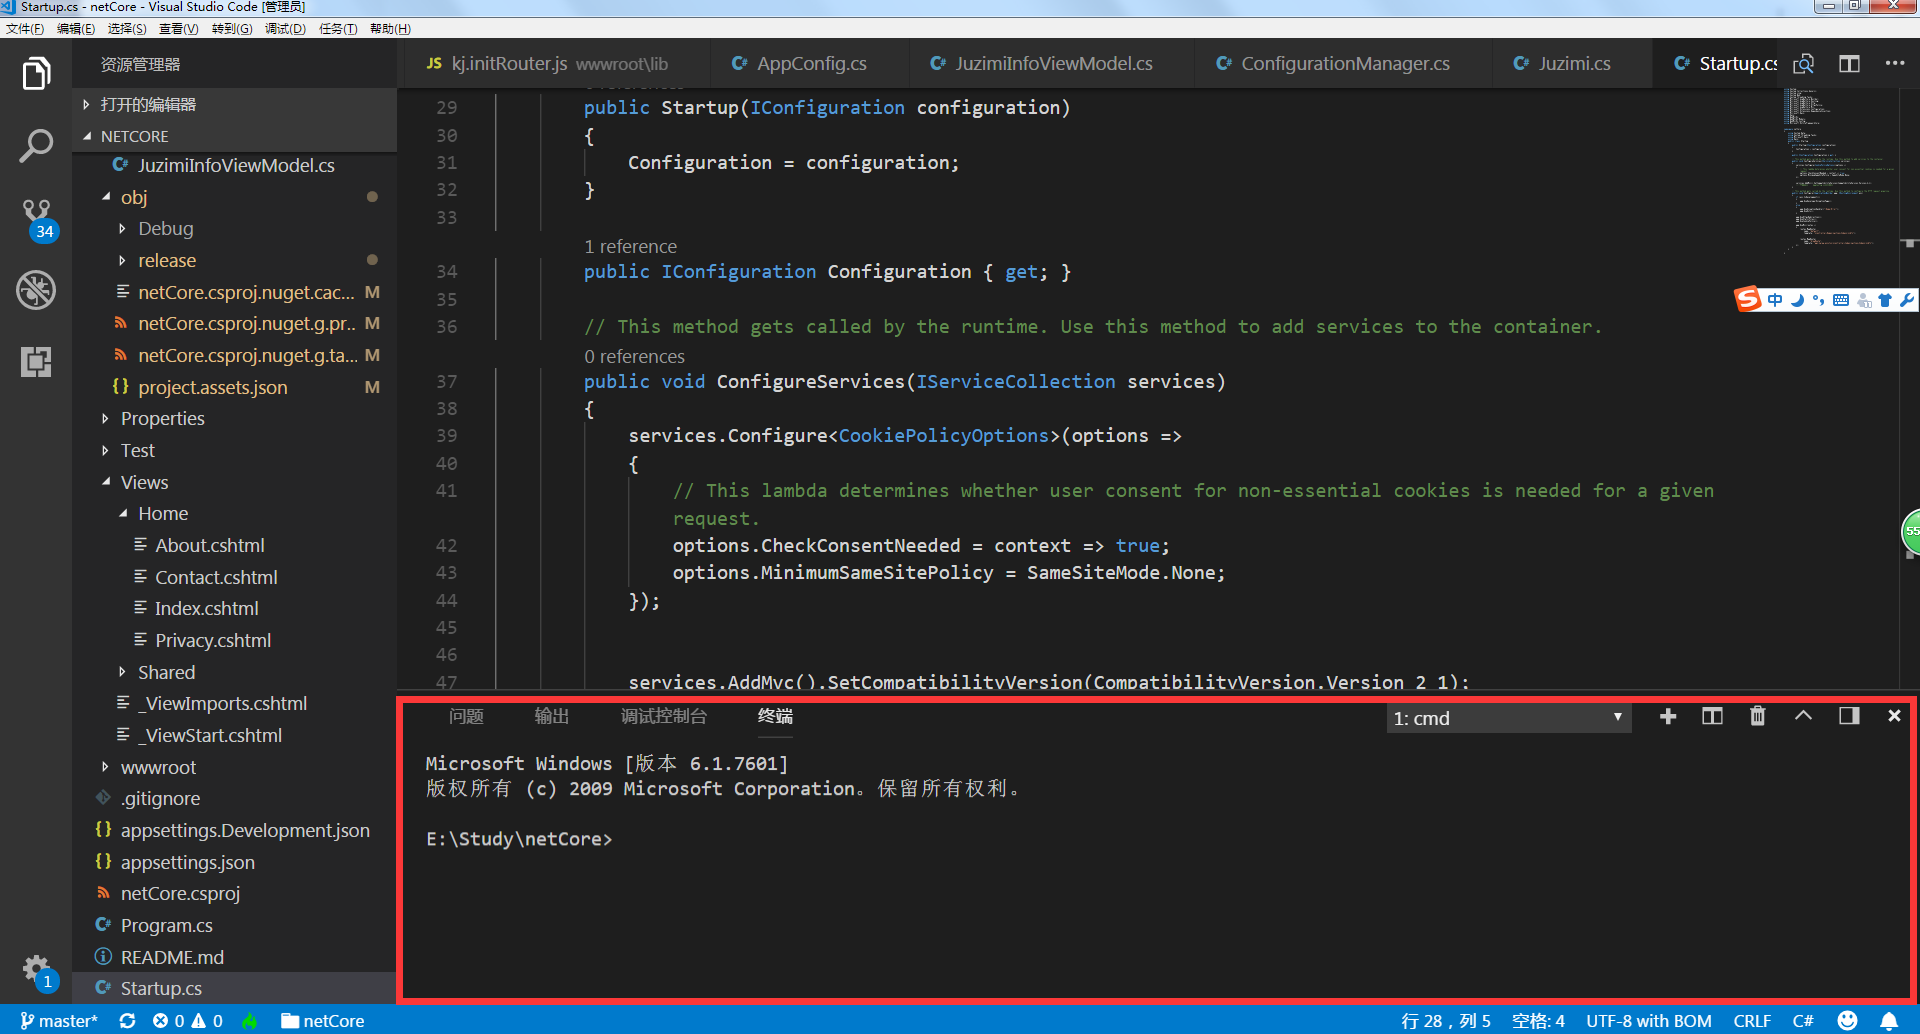 Startup.cs - netCore - Visual Studio Code [管理员]
文件(F) 编辑(E) 选择(S) 查看(V) 转到(G) 调试(D) 任务(T) 帮助(H)
资源管理器
打开的编辑器
NETCORE
JuzimiInfoViewModel.cs
obj
Debug
release
netCore.csproj.nuget.cac... M
netCore.csproj.nuget.g.pr... M
netCore.csproj.nuget.g.ta... M
{} project.assets.json M
Properties
Test
Views
Home
About.cshtml
Contact.cshtml
Index.cshtml
Privacy.cshtml
Shared
_ViewImports.cshtml
_ViewStart.cshtml
wwwroot
.gitignore
{} appsettings.Development.json
{} appsettings.json
netCore.csproj
C# Program.cs
README.md
C# Startup.cs
34
1
JS kj.initRouter.js wwwroot\lib
C# AppConfig.cs
C# JuzimiInfoViewModel.cs
C# ConfigurationManager.cs
C# Juzimi.cs
C# Startup.cs
29 public Startup(IConfiguration configuration)
30 {
31 Configuration = configuration;
32 }
33
1 reference
34 public IConfiguration Configuration { get; }
35
36 // This method gets called by the runtime. Use this method to add services to the container.
0 references
37 public void ConfigureServices(IServiceCollection services)
38 {
39 services.Configure<CookiePolicyOptions>(options =>
40 {
41 // This lambda determines whether user consent for non-essential cookies is needed for a given
request.
42 options.CheckConsentNeeded = context => true;
43 options.MinimumSameSitePolicy = SameSiteMode.None;
44 });
45
46
47 services.AddMvc().SetCompatibilityVersion(CompatibilityVersion.Version_2_1);
中
55
问题 输出 调试控制台 终端
1: cmd
Microsoft Windows [版本 6.1.7601]
版权所有 (c) 2009 Microsoft Corporation。保留所有权利。
E:\Study\netCore>
master* 0 0 netCore
行 28，列 5 空格: 4 UTF-8 with BOM CRLF C#